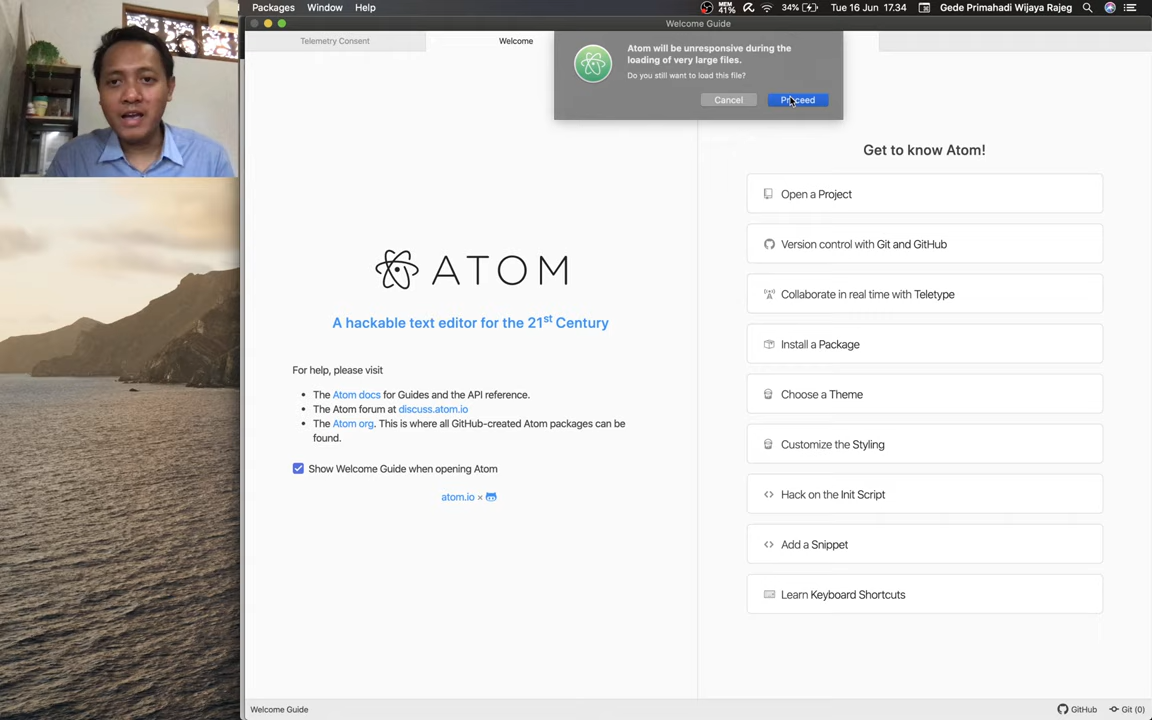 Packages Window Help
MEM 41% 34% Tue 16 Jun 17.34 Gede Primahadi Wijaya Rajeg
Welcome Guide
Telemetry Consent
Welcome
Atom will be unresponsive during the
loading of very large files.
Do you still want to load this file?
Cancel
Proceed
ATOM
A hackable text editor for the 21st Century
For help, please visit
• The Atom docs for Guides and the API reference.
• The Atom forum at discuss.atom.io
• The Atom org. This is where all GitHub-created Atom packages can be
found.
Show Welcome Guide when opening Atom
atom.io ×
Get to know Atom!
Open a Project
Version control with Git and GitHub
Collaborate in real time with Teletype
Install a Package
Choose a Theme
Customize the Styling
Hack on the Init Script
Add a Snippet
Learn Keyboard Shortcuts
Welcome Guide
GitHub Git (0)